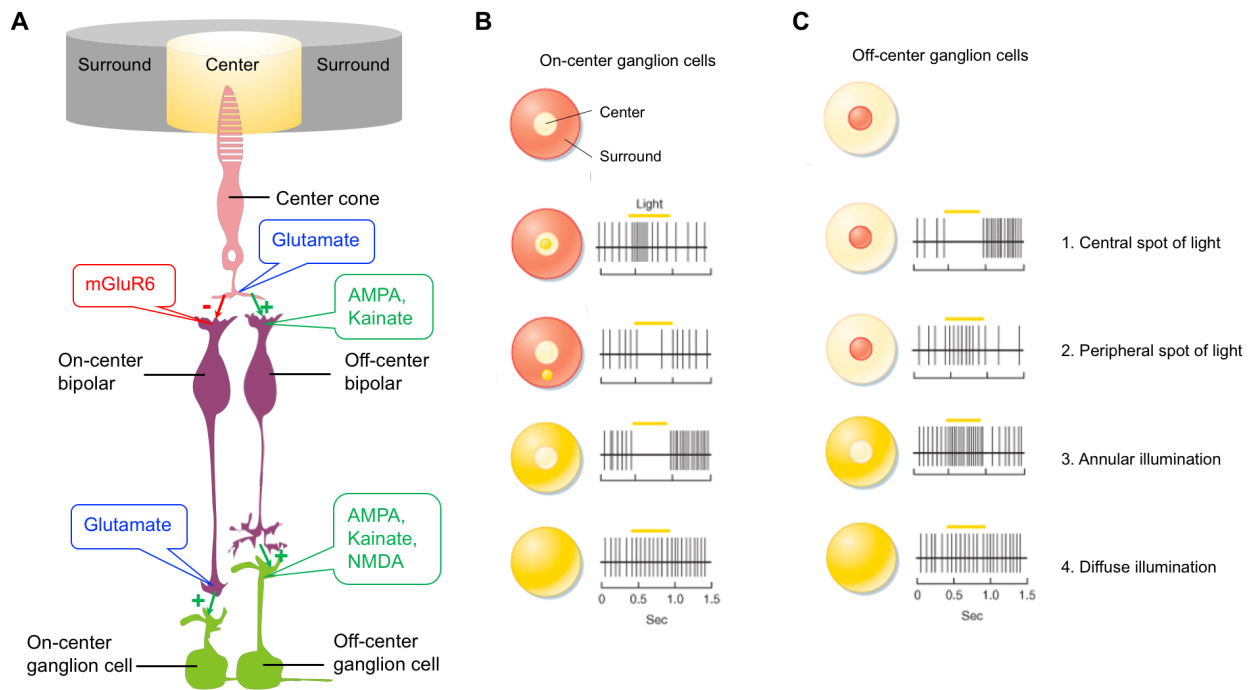 A
Surround
Center
Surround
Center cone
Glutamate
mGluR6
-
+
AMPA,
Kainate
On-center
bipolar
Off-center
bipolar
Glutamate
AMPA,
Kainate,
NMDA
+
+
On-center
ganglion cell
Off-center
ganglion cell
B
On-center ganglion cells
Center
Surround
Light
0 0.5 1.0 1.5
Sec
C
Off-center ganglion cells
1. Central spot of light
2. Peripheral spot of light
3. Annular illumination
4. Diffuse illumination
0 0.5 1.0 1.5
Sec